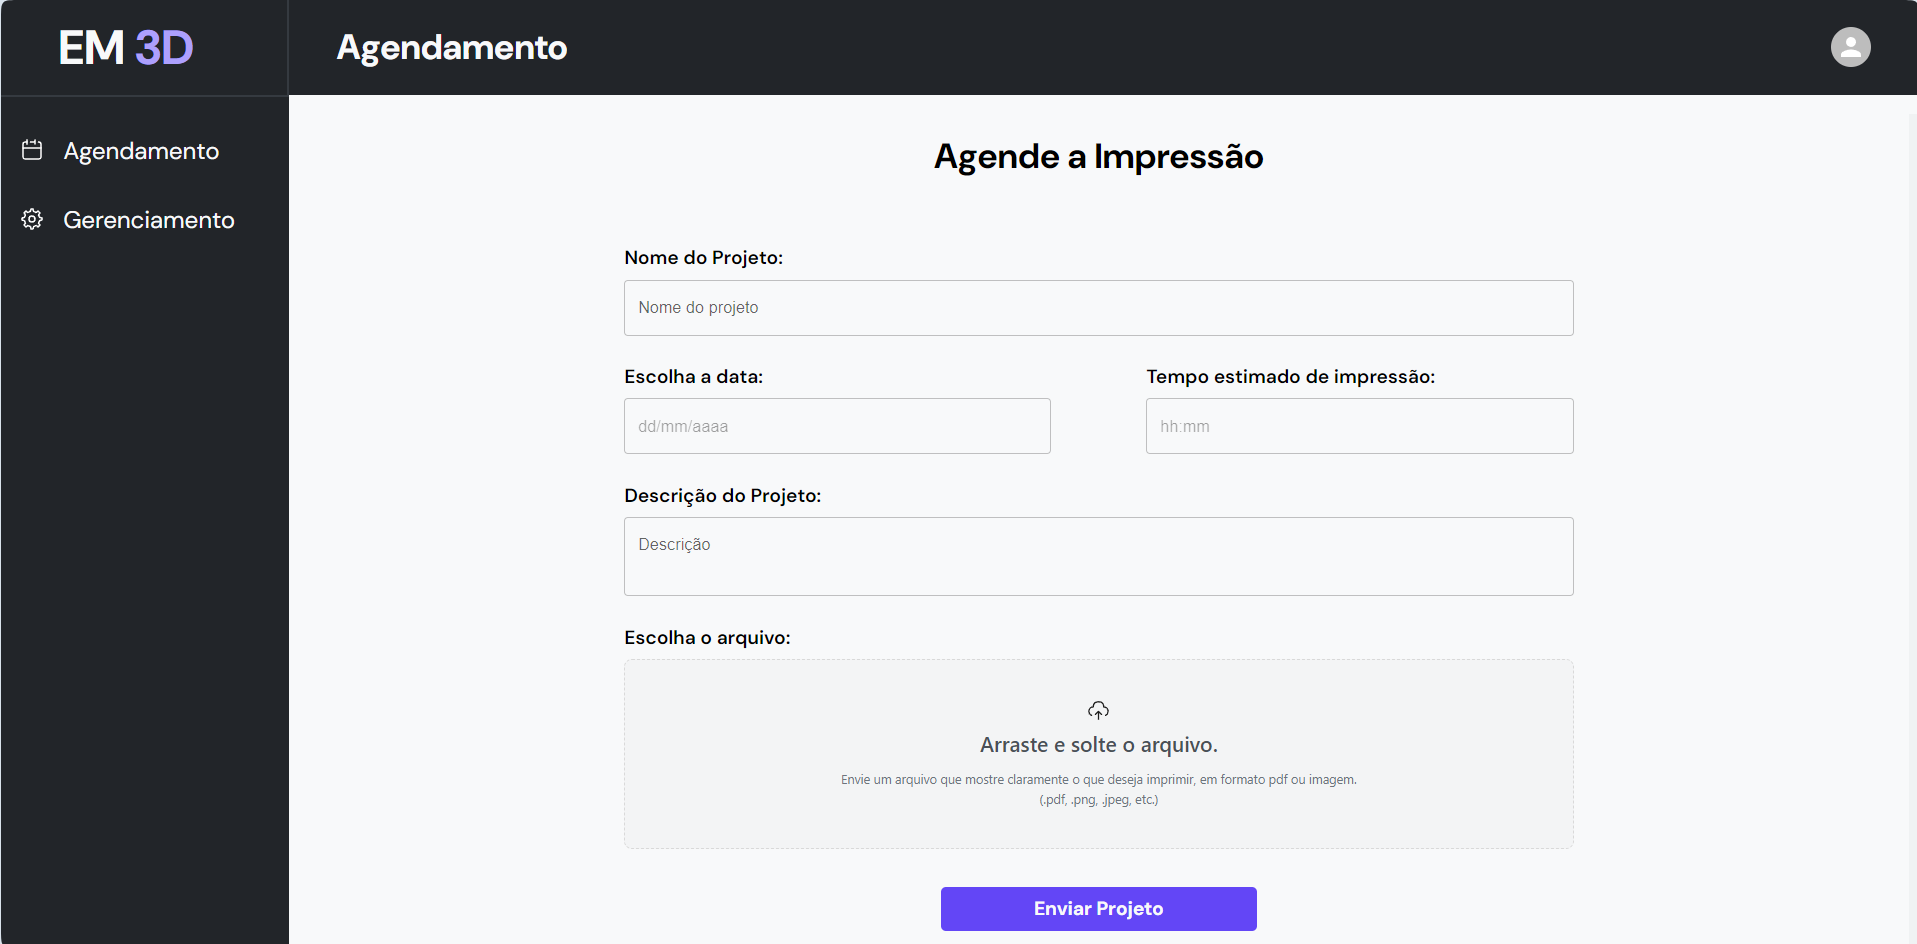 EM 3D
Agendamento
Agendamento
Gerenciamento
Agende a Impressão
Nome do Projeto:
Nome do projeto
Escolha a data:
Tempo estimado de impressão:
dd/mm/aaaa
hh:mm
Descrição do Projeto:
Descrição
Escolha o arquivo:
Arraste e solte o arquivo.
Envie um arquivo que mostre claramente o que deseja imprimir, em formato pdf ou imagem.
(.pdf, .png, .jpeg, etc.)
Enviar Projeto